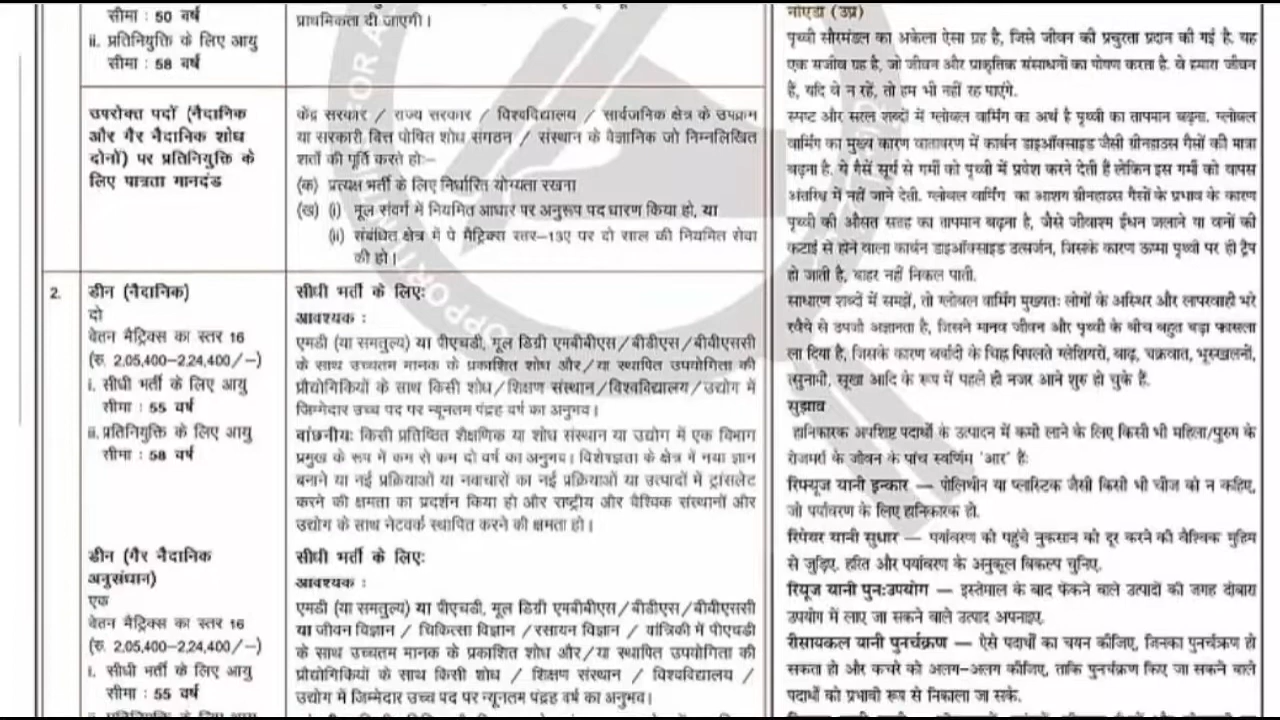 सीमा : 50 वर्ष
ii. प्रतिनियुक्ति के लिए आयु
सीमा : 58 वर्ष
प्राथमिकता दी जाएगी।
उपरोक्त पदों (नैदानिक
और गैर नैदानिक शोध
दोनों) पर प्रतिनियुक्ति के
लिए पात्रता मानदंड
केंद्र सरकार / राज्य सरकार / विश्वविद्यालय / सार्वजनिक क्षेत्र के उपक्रम
या सरकारी वित्त पोषित शोध संगठन / संस्थान के वैज्ञानिक जो निम्नलिखित
शर्तों की पूर्ति करते हो:–
(क) प्रत्यक्ष भर्ती के लिए निर्धारित योग्यता रखना
(ख) (i) मूल संवर्ग में नियमित आधार पर अनुरूप पद धारण किया हो, या
(ii) संबंधित क्षेत्र में पे मैट्रिक्स स्तर–13ए पर दो साल की नियमित सेवा
की हो।
2.
डीन (नैदानिक)
दो
वेतन मैट्रिक्स का स्तर 16
(रु. 2,05,400–2,24,400/–)
i. सीधी भर्ती के लिए आयु
सीमा : 55 वर्ष
ii. प्रतिनियुक्ति के लिए आयु
सीमा : 58 वर्ष
सीधी भर्ती के लिए:
आवश्यक :
एमडी (या समतुल्य) या पीएचडी, मूल डिग्री एमबीबीएस/बीडीएस/बीवीएससी
के साथ उच्चतम मानक के प्रकाशित शोध और/या स्थापित उपयोगिता की
प्रौद्योगिकियों के साथ किसी शोध/शिक्षण संस्थान/विश्वविद्यालय/उद्योग में
जिम्मेदार उच्च पद पर न्यूनतम पंद्रह वर्ष का अनुभव।
वांछनीय: किसी प्रतिष्ठित शैक्षणिक या शोध संस्थान या उद्योग में एक विभाग
प्रमुख के रूप में कम से कम दो वर्ष का अनुभव। विशेषज्ञता के क्षेत्र में नया ज्ञान
बनाने या नई प्रक्रियाओं या नवाचारों का नई प्रक्रियाओं या उत्पादों में ट्रांसलेट
करने की क्षमता का प्रदर्शन किया हो और राष्ट्रीय और वैश्विक संस्थानों और
उद्योग के साथ नेटवर्क स्थापित करने की क्षमता हो।
डीन (गैर नैदानिक
अनुसंधान)
एक
वेतन मैट्रिक्स का स्तर 16
(रु. 2,05,400–2,24,400/–)
i. सीधी भर्ती के लिए आयु
सीमा : 55 वर्ष
सीधी भर्ती के लिए:
आवश्यक :
एमडी (या समतुल्य) या पीएचडी, मूल डिग्री एमबीबीएस/बीडीएस/बीवीएससी
या जीवन विज्ञान / चिकित्सा विज्ञान / रसायन विज्ञान / यांत्रिकी में पीएचडी
के साथ उच्चतम मानक के प्रकाशित शोध और/या स्थापित उपयोगिता की
प्रौद्योगिकियों के साथ किसी शोध / शिक्षण संस्थान / विश्वविद्यालय /
उद्योग में जिम्मेदार उच्च पद पर न्यूनतम पंद्रह वर्ष का अनुभव।
नोएडा (उप्र)
पृथ्वी सौरमंडल का अकेला ऐसा ग्रह है, जिसे जीवन की प्रचुरता प्रदान की गई है. यह
एक सजीव ग्रह है, जो जीवन और प्राकृतिक संसाधनों का पोषण करता है. वे हमारा जीवन
हैं, यदि वे न रहें, तो हम भी नहीं रह पाएंगे.
स्पष्ट और सरल शब्दों में ग्लोबल वार्मिंग का अर्थ है पृथ्वी का तापमान बढ़ना. ग्लोबल
वार्मिंग का मुख्य कारण वातावरण में कार्बन डाइऑक्साइड जैसी ग्रीनहाउस गैसों की मात्रा
बढ़ना है. ये गैसें सूर्य से गर्मी को पृथ्वी में प्रवेश करने देती हैं लेकिन इस गर्मी को वापस
अंतरिक्ष में नहीं जाने देती. ग्लोबल वार्मिंग का आशय ग्रीनहाउस गैसों के प्रभाव के कारण
पृथ्वी की औसत सतह का तापमान बढ़ना है, जैसे जीवाश्म ईंधन जलाने या वनों की
कटाई से होने वाला कार्बन डाइऑक्साइड उत्सर्जन, जिसके कारण ऊष्मा पृथ्वी पर ही ट्रैप
हो जाती है, बाहर नहीं निकल पाती.
साधारण शब्दों में समझें, तो ग्लोबल वार्मिंग मुख्यत: लोगों के अस्थिर और लापरवाही भरे
रवैये से उपजी अज्ञानता है, जिसने मानव जीवन और पृथ्वी के बीच बहुत बड़ा फासला
ला दिया है, जिसके कारण बर्बादी के चिह्न पिघलते ग्लेशियरों, बाढ़, चक्रवात, भूस्खलनों,
सुनामी, सूखा आदि के रूप में पहले ही नजर आने शुरु हो चुके हैं.
सुझाव
हानिकारक अपशिष्ट पदार्थों के उत्पादन में कमी लाने के लिए किसी भी महिला/पुरुष के
रोजमर्रा के जीवन के पांच स्वर्णिम 'आर' हैं:
रिफ्यूज यानी इन्कार — पोलिथीन या प्लास्टिक जैसी किसी भी चीज को न कहिए,
जो पर्यावरण के लिए हानिकारक हो.
रिपेयर यानी सुधार — पर्यावरण को पहुंचे नुकसान को दूर करने की वैश्विक मुहिम
से जुड़िए. हरित और पर्यावरण के अनुकूल विकल्प चुनिए.
रियूज यानी पुन:उपयोग — इस्तेमाल के बाद फेंकने वाले उत्पादों की जगह दोबारा
उपयोग में लाए जा सकने वाले उत्पाद अपनाइए.
रीसायकल यानी पुनर्चक्रण — ऐसे पदार्थों का चयन कीजिए, जिनका पुनर्चक्रण हो
सकता हो और कचरे को अलग-अलग कीजिए, ताकि पुनर्चक्रण किए जा सकने वाले
पदार्थों को प्रभावी रूप से निकाला जा सके.